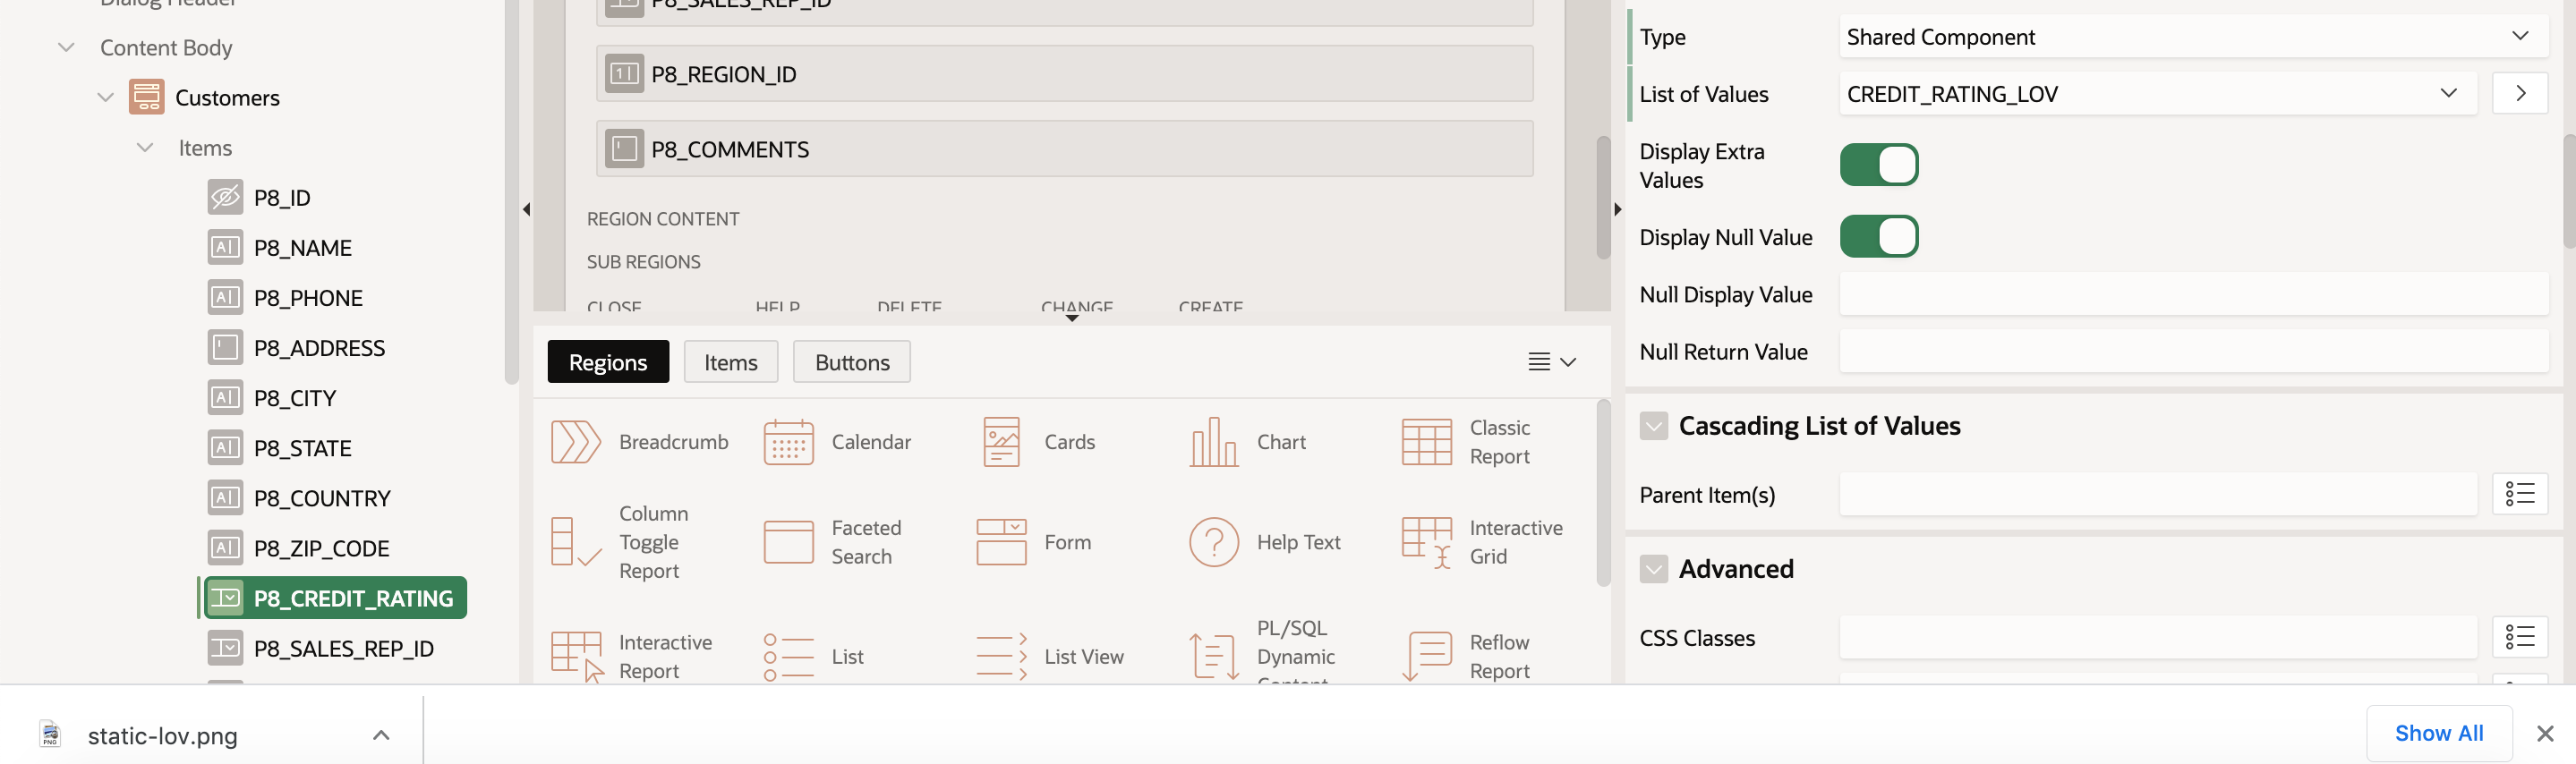 Dialog Header
Content Body
Customers
Items
P8_ID
P8_NAME
P8_PHONE
P8_ADDRESS
P8_CITY
P8_STATE
P8_COUNTRY
P8_ZIP_CODE
P8_CREDIT_RATING
P8_SALES_REP_ID
P8_SALES_REP_ID
P8_REGION_ID
P8_COMMENTS
REGION CONTENT
SUB REGIONS
CLOSE HELP DELETE CHANGE CREATE
Regions Items Buttons
Breadcrumb
Calendar
Cards
Chart
Classic
Report
Column
Toggle
Report
Faceted
Search
Form
Help Text
Interactive
Grid
Interactive
Report
List
List View
PL/SQL
Dynamic
Content
Reflow
Report
Type Shared Component
List of Values CREDIT_RATING_LOV
Display Extra
Values
Display Null Value
Null Display Value
Null Return Value
Cascading List of Values
Parent Item(s)
Advanced
CSS Classes
static-lov.png
Show All